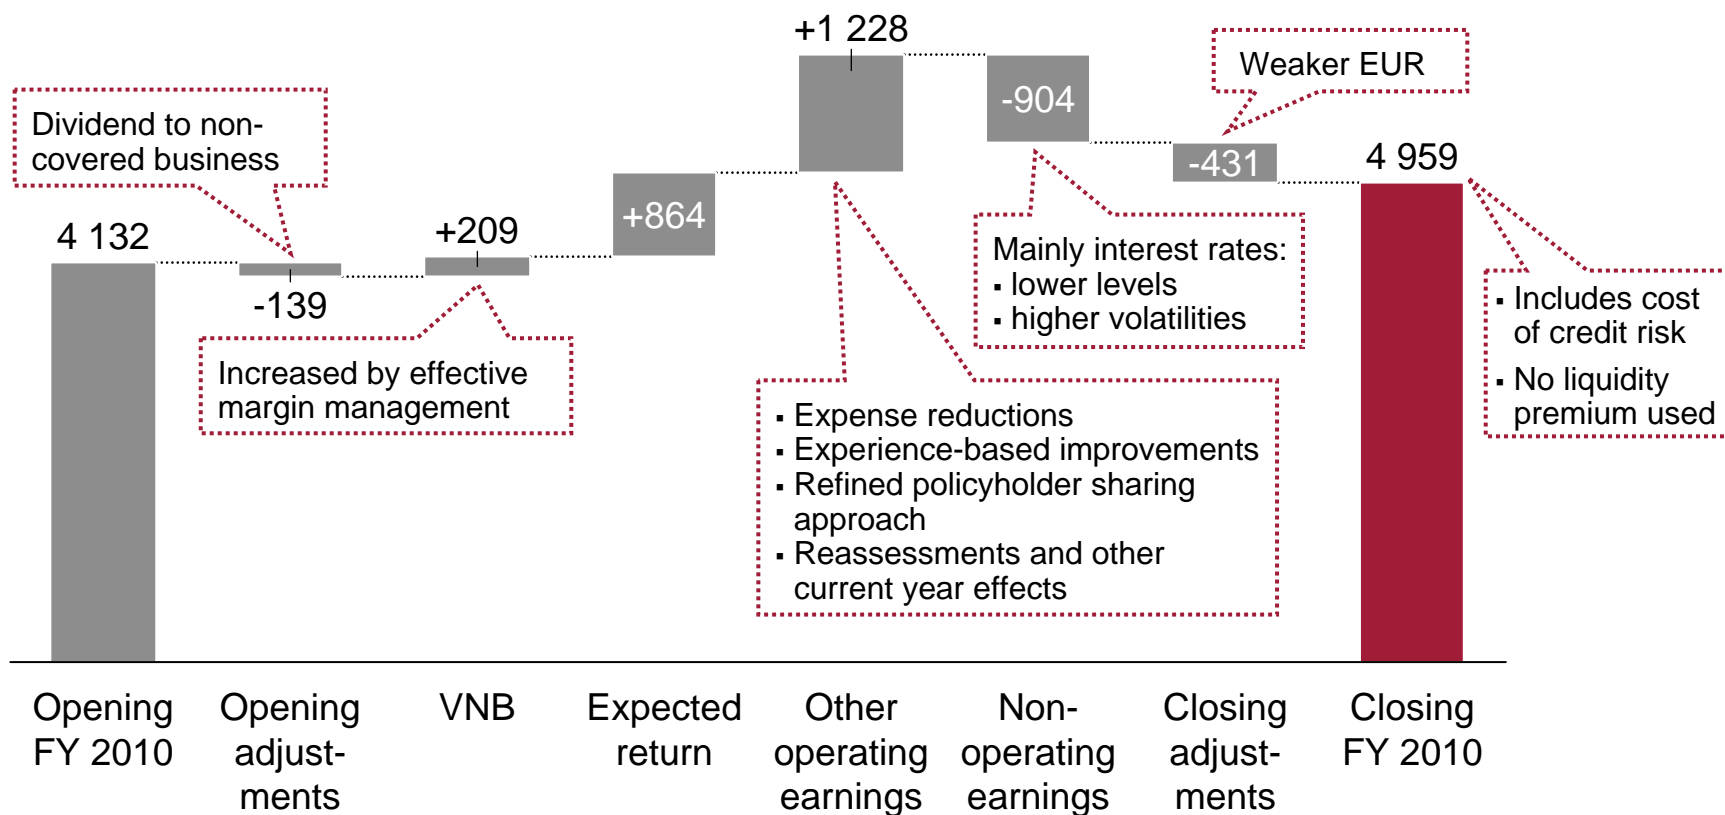 +1 228
Weaker EUR
-904
Dividend to non-
covered business
-431
4 959
+864
4 132
+209
-139
Mainly interest rates:
▪ lower levels
▪ higher volatilities
▪ Includes cost
of credit risk
▪ No liquidity
premium used
Increased by effective
margin management
▪ Expense reductions
▪ Experience-based improvements
▪ Refined policyholder sharing
approach
▪ Reassessments and other
current year effects
Opening
FY 2010
Opening
adjust-
ments
VNB
Expected
return
Other
operating
earnings
Non-
operating
earnings
Closing
adjust-
ments
Closing
FY 2010